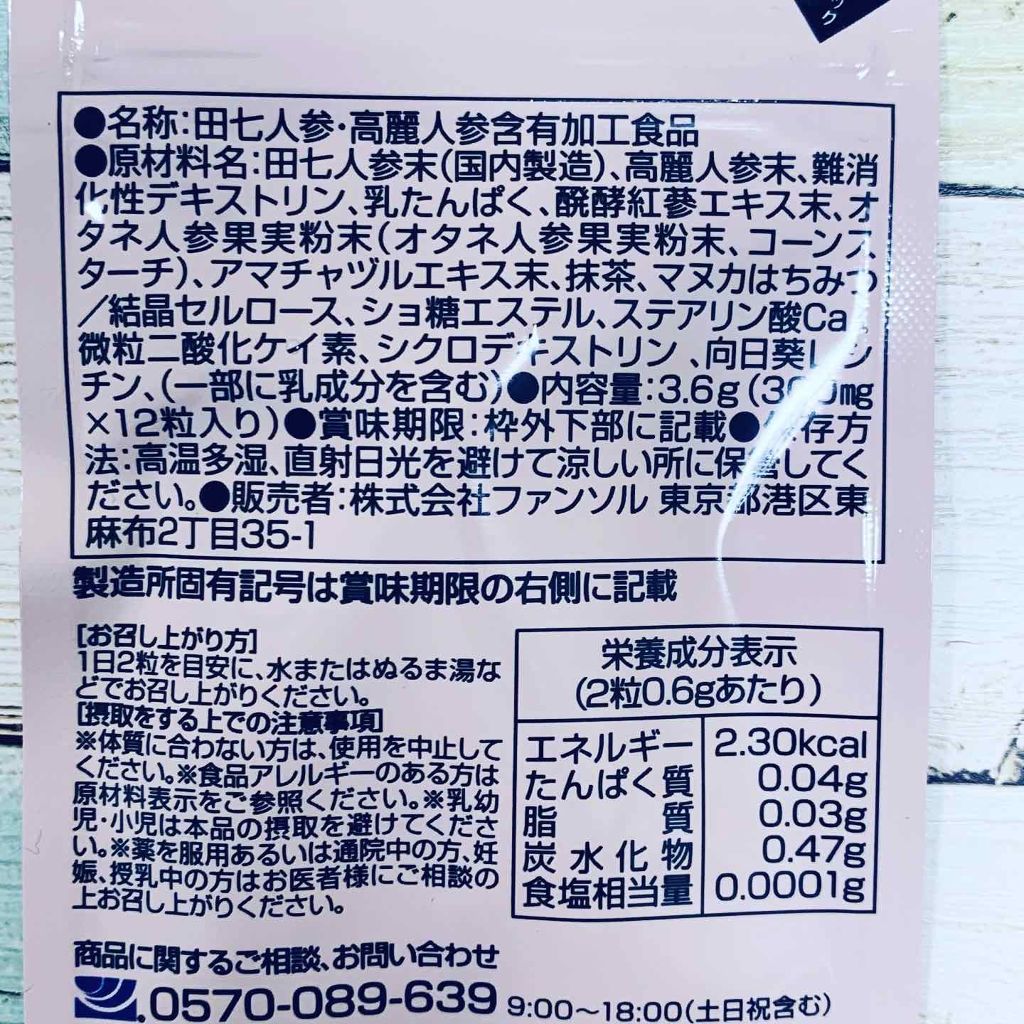 ック
●名称:田七人参・高麗人参含有加工食品
●原材料名:田七人参末(国内製造)、高麗人参末、難消
化性デキストリン、乳たんぱく、醗酵紅蔘エキス末、オ
タネ人参果実粉末(オタネ人参果実粉末、コーンス
ターチ)、アマチャヅルエキス末、抹茶、マヌカはちみつ
/結晶セルロース、ショ糖エステル、ステアリン酸Ca、
微粒二酸化ケイ素、シクロデキストリン、向日葵レシ
チン、(一部に乳成分を含む)●内容量:3.6g(300mg
×12粒入り)●賞味期限:枠外下部に記載●保存方
法:高温多湿、直射日光を避けて涼しい所に保管してく
ださい。●販売者:株式会社ファンソル 東京都港区東
麻布2丁目35-1
製造所固有記号は賞味期限の右側に記載
[お召し上がり方]
1日2粒を目安に、水またはぬるま湯な
どでお召し上がりください。
[摂取をする上での注意事項]
※体質に合わない方は、使用を中止して
ください。※食品アレルギーのある方は
原材料表示をご参照ください。※乳幼
児・小児は本品の摂取を避けてくださ
い。※薬を服用あるいは通院中の方、妊
娠、授乳中の方はお医者様にご相談の
上お召し上がりください。
栄養成分表示
(2粒0.6gあたり)
エネルギー 2.30kcal
たんぱく質 0.04g
脂質 0.03g
炭水化物 0.47g
食塩相当量 0.0001g
商品に関するご相談、お問い合わせ
0570-089-639 9:00〜18:00(土日祝含む)